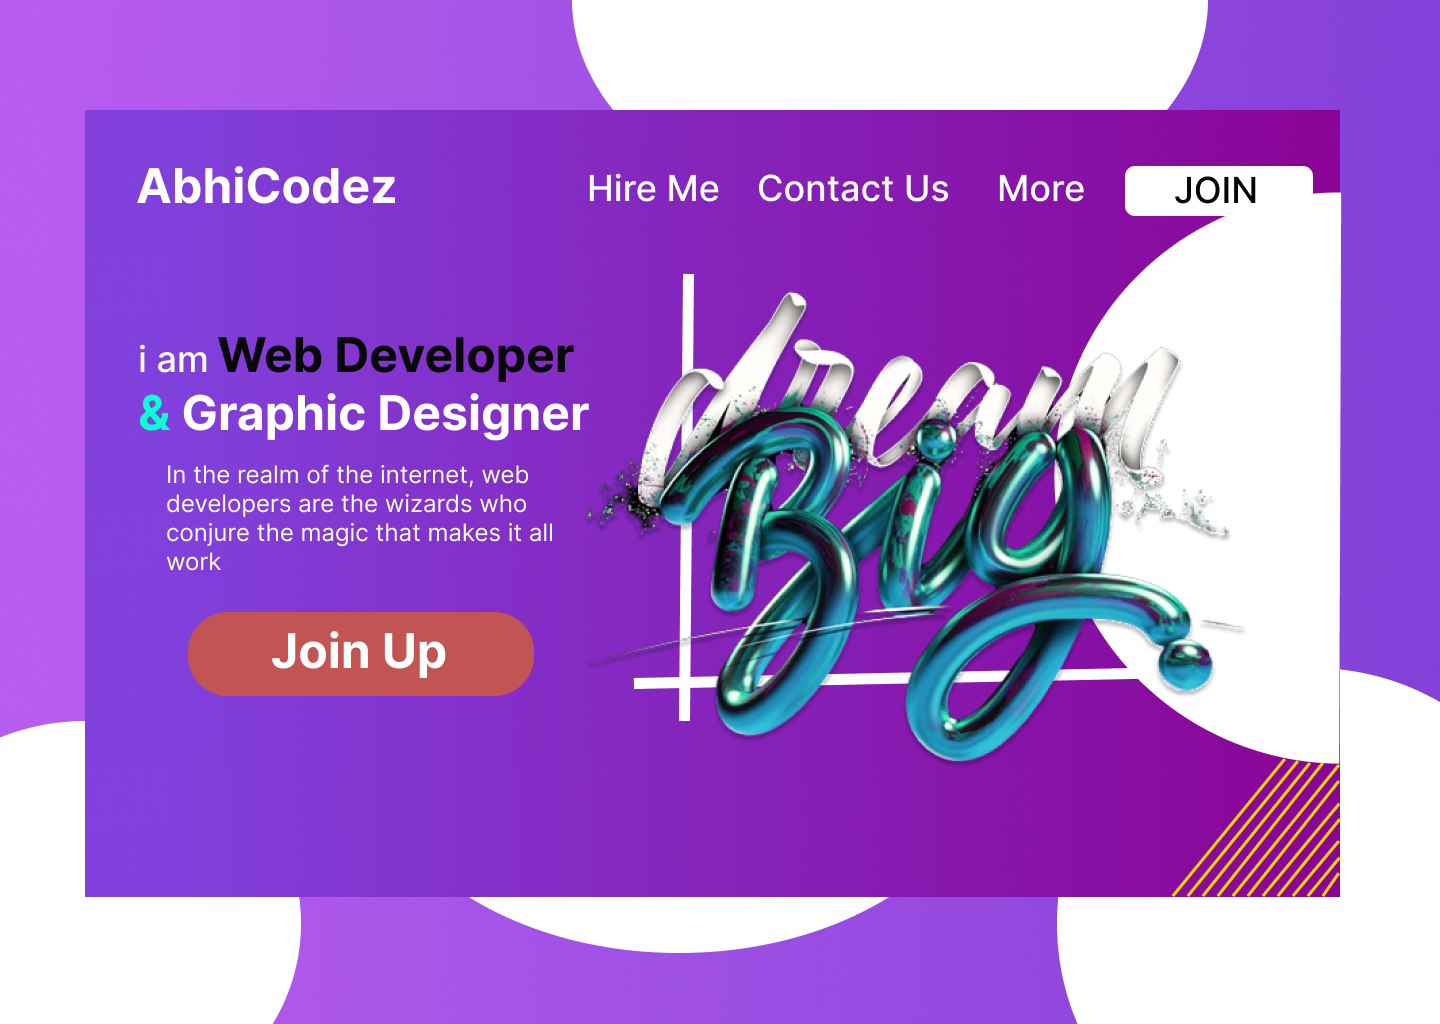 AbhiCodez
Hire Me
Contact Us
More
JOIN
i am Web Developer
& Graphic Designer
In the realm of the internet, web
developers are the wizards who
conjure the magic that makes it all
work
Join Up
dream
Big